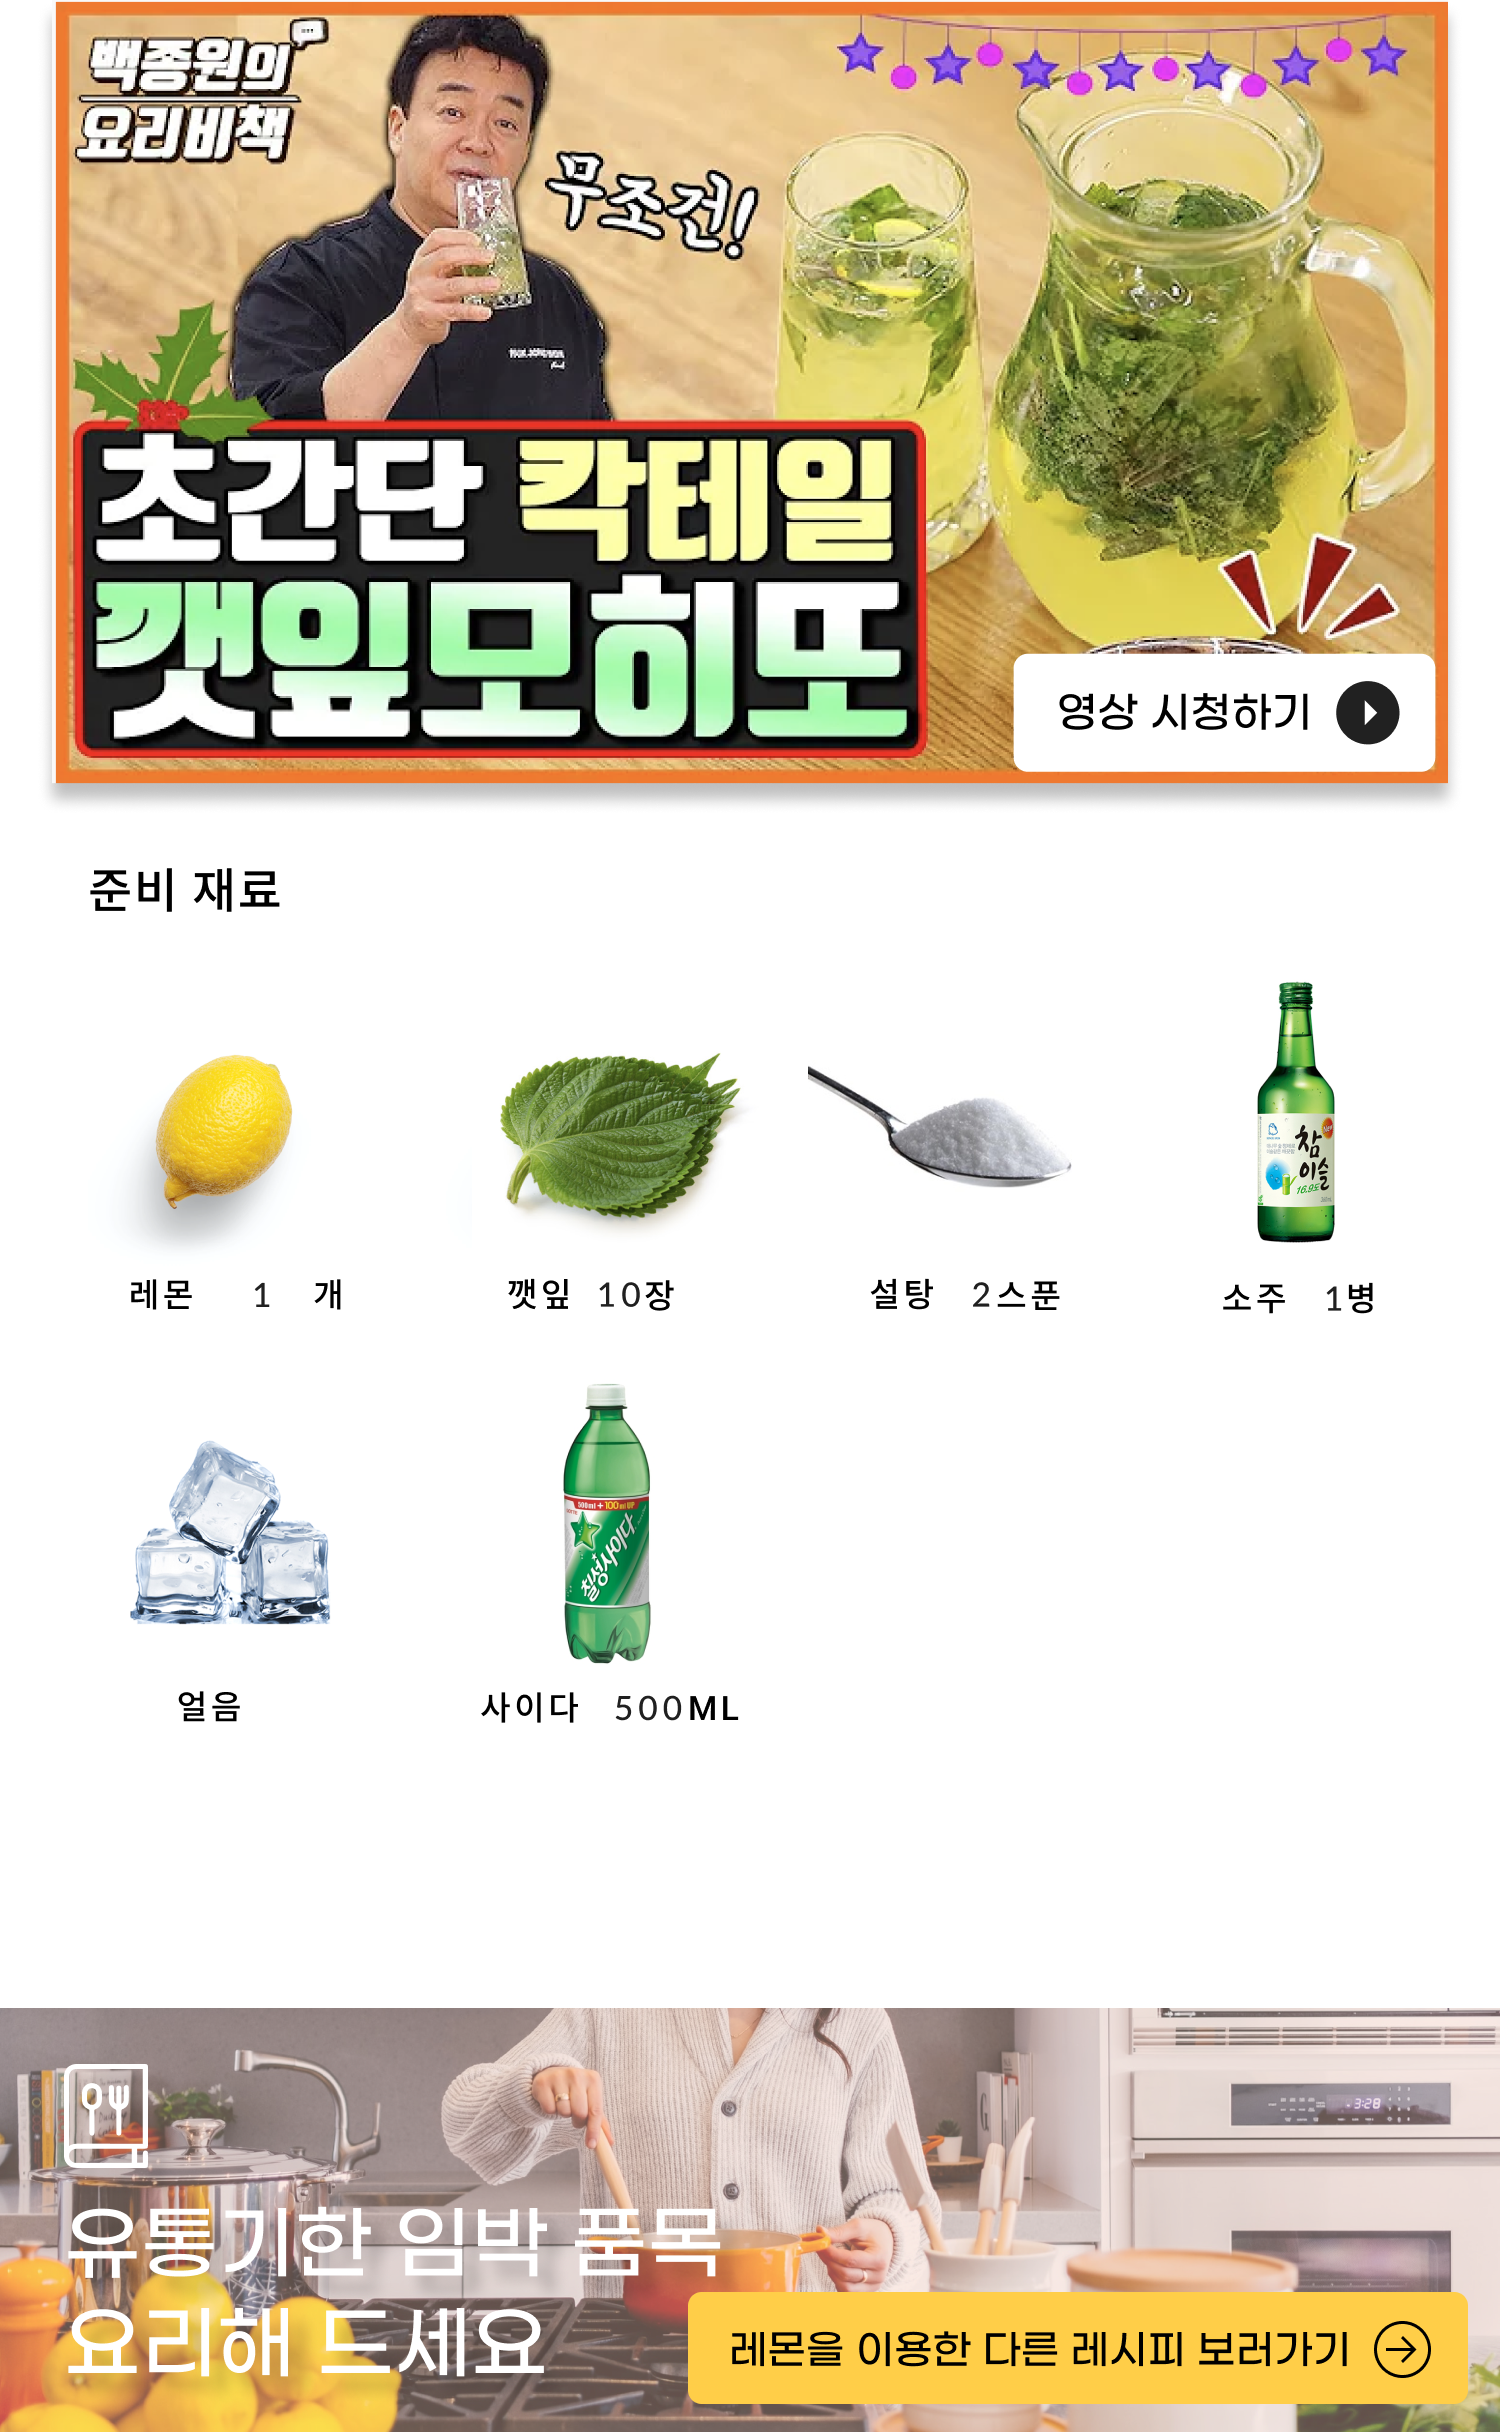 백종원의
요리비책
무조건!
초간단 칵테일
깻잎모히또
영상 시청하기
준비 재료
레몬 1 개
깻잎 10장
설탕 2스푼
참
이슬
16.9도
소주 1병
500ml + 100ml UP
칠성사이다
얼음
사이다 500ML
3:28
유통기한 임박 품목
요리해 드세요
레몬을 이용한 다른 레시피 보러가기